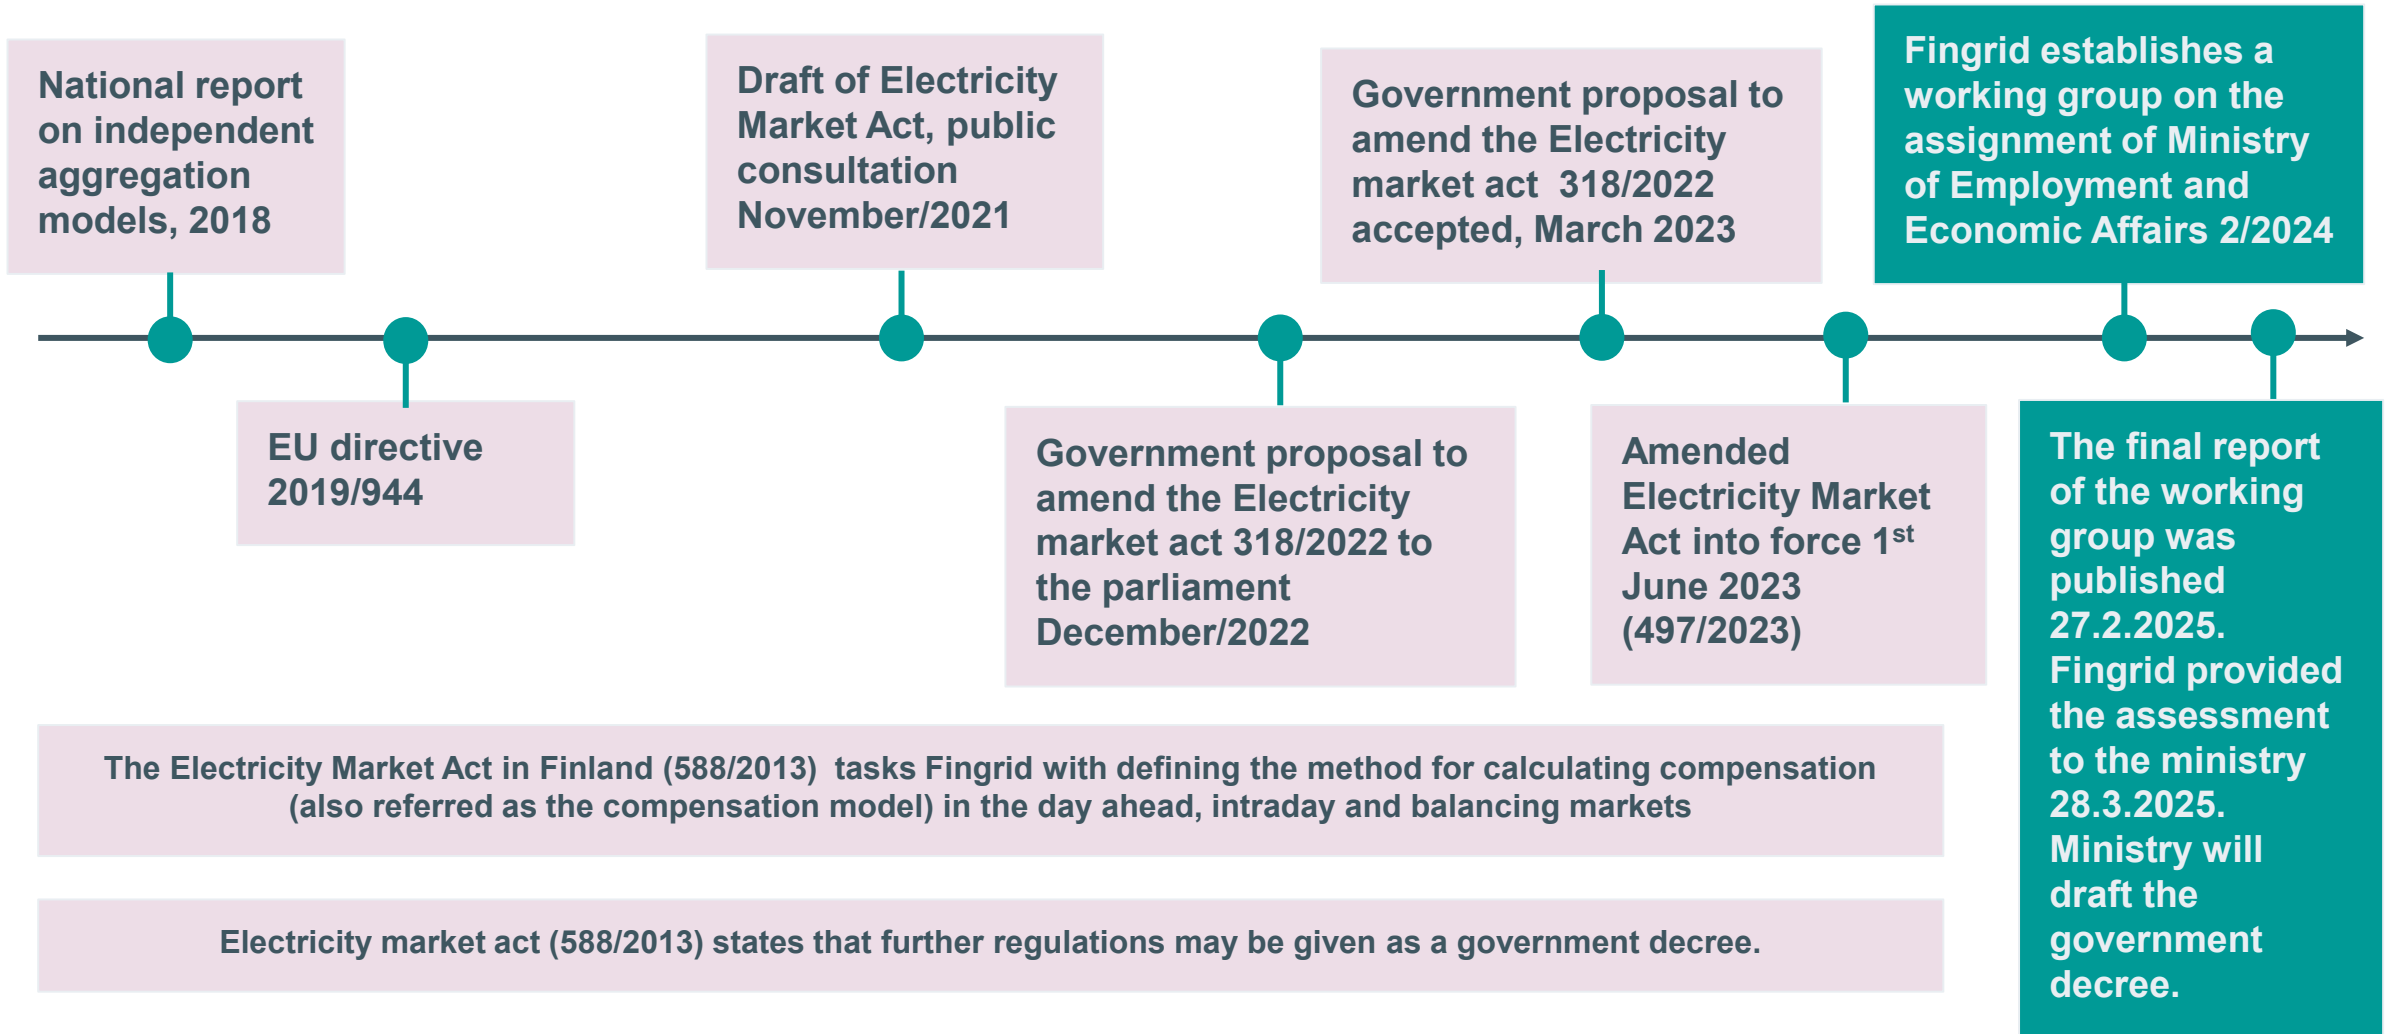 National report
on independent
aggregation
models, 2018
EU directive
2019/944
Draft of Electricity
Market Act, public
consultation
November/2021
Government proposal to
amend the Electricity
market act 318/2022 to
the parliament
December/2022
Government proposal to
amend the Electricity
market act  318/2022
accepted, March 2023
Amended
Electricity Market
Act into force 1st
June 2023
(497/2023)
Fingrid establishes a
working group on the
assignment of Ministry
of Employment and
Economic Affairs 2/2024
The final report
of the working
group was
published
27.2.2025.
Fingrid provided
the assessment
to the ministry
28.3.2025.
Ministry will
draft the
government
decree.
The Electricity Market Act in Finland (588/2013)  tasks Fingrid with defining the method for calculating compensation
(also referred as the compensation model) in the day ahead, intraday and balancing markets
Electricity market act (588/2013) states that further regulations may be given as a government decree.